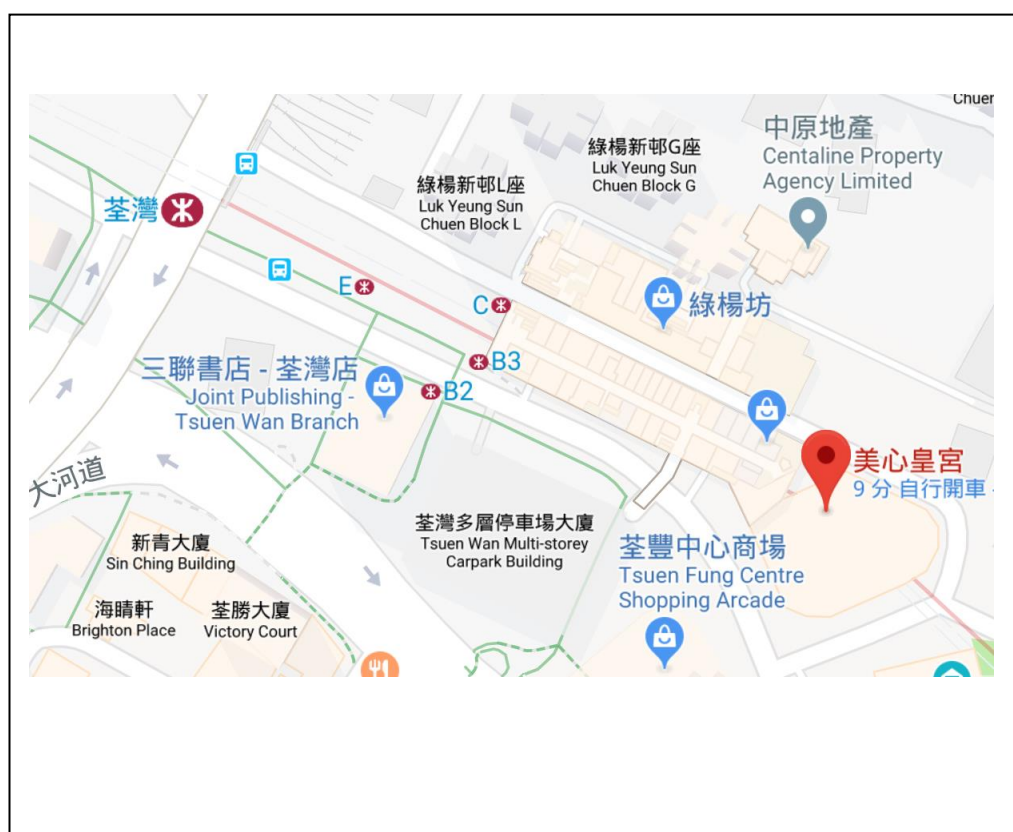 Chuen
中原地產
Centaline Property
Agency Limited
綠楊新邨G座
Luk Yeung Sun
Chuen Block G
綠楊新邨L座
Luk Yeung Sun
Chuen Block L
荃灣
E
C
綠楊坊
B3
B2
三聯書店 - 荃灣店
Joint Publishing -
Tsuen Wan Branch
美心皇宮
9 分 自行開車
大河道
荃灣多層停車場大廈
Tsuen Wan Multi-storey
Carpark Building
新青大廈
Sin Ching Building
荃豐中心商場
Tsuen Fung Centre
Shopping Arcade
海晴軒
Brighton Place
荃勝大廈
Victory Court